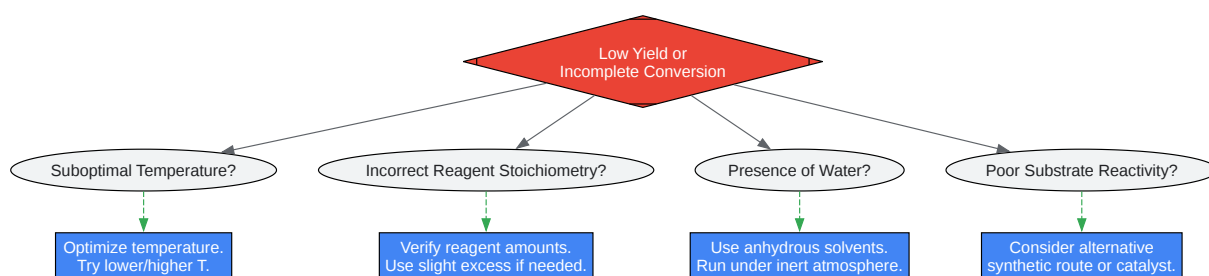 Low Yield or
Incomplete Conversion
Suboptimal Temperature?
Incorrect Reagent Stoichiometry?
Presence of Water?
Poor Substrate Reactivity?
Optimize temperature.
Try lower/higher T.
Verify reagent amounts.
Use slight excess if needed.
Use anhydrous solvents.
Run under inert atmosphere.
Consider alternative
synthetic route or catalyst.